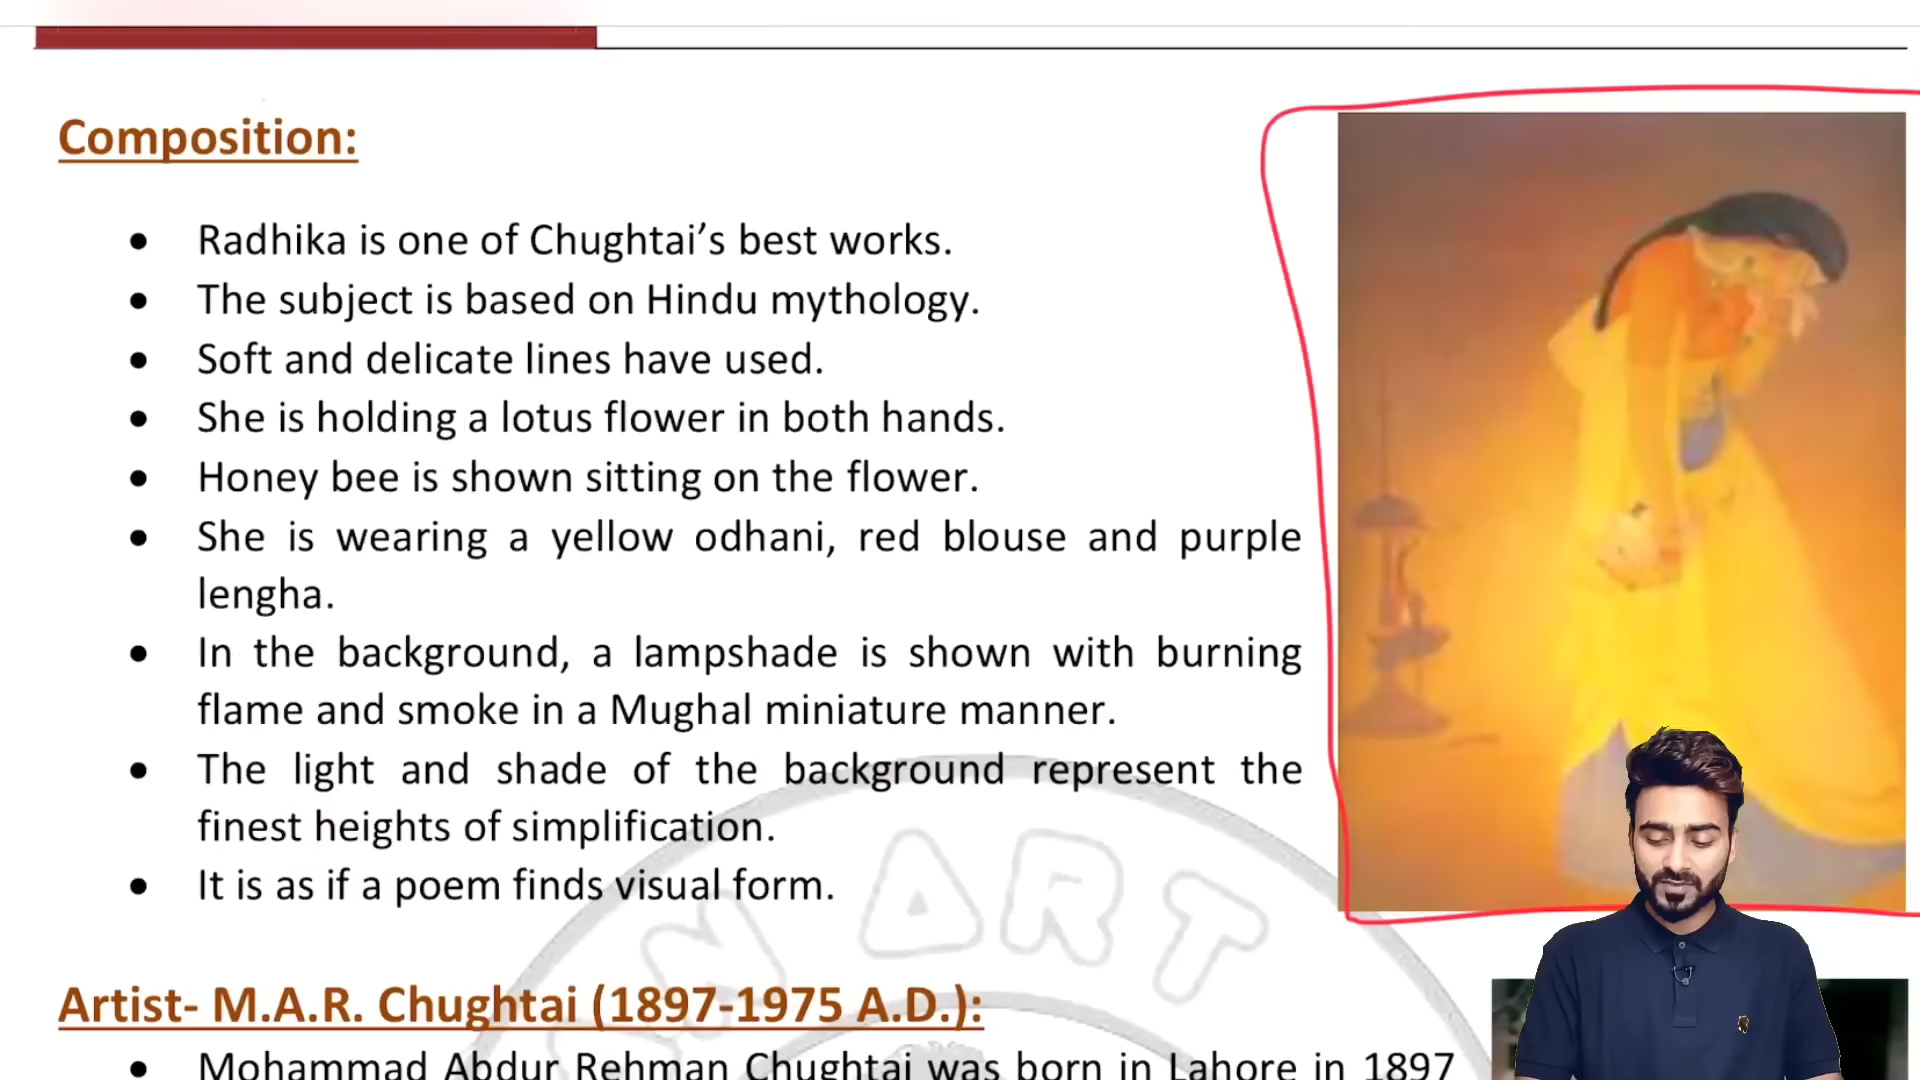 Composition:
• Radhika is one of Chughtai’s best works.
• The subject is based on Hindu mythology.
• Soft and delicate lines have used.
• She is holding a lotus flower in both hands.
• Honey bee is shown sitting on the flower.
• She is wearing a yellow odhani, red blouse and purple
lengha.
• In the background, a lampshade is shown with burning
flame and smoke in a Mughal miniature manner.
• The light and shade of the background represent the
finest heights of simplification.
• It is as if a poem finds visual form.
AN ART
Artist- M.A.R. Chughtai (1897-1975 A.D.):
• Mohammad Abdur Rehman Chughtai was born in Lahore in 1897